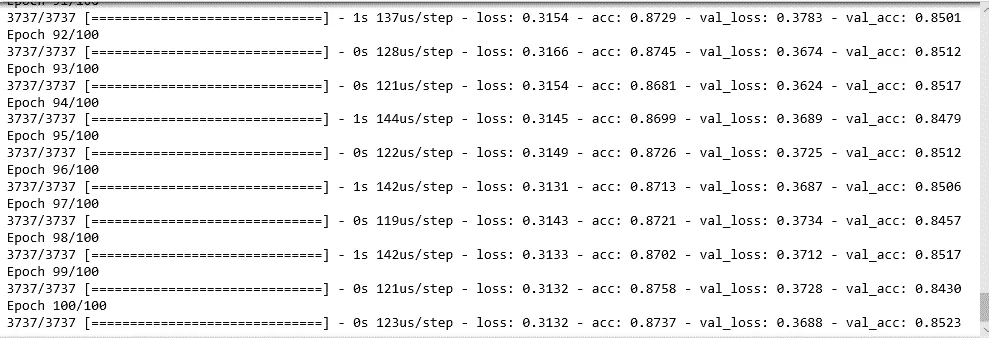 Epoch 91/100
3737/3737 [==============================] - 1s 137us/step - loss: 0.3154 - acc: 0.8729 - val_loss: 0.3783 - val_acc: 0.8501
Epoch 92/100
3737/3737 [==============================] - 0s 128us/step - loss: 0.3166 - acc: 0.8745 - val_loss: 0.3674 - val_acc: 0.8512
Epoch 93/100
3737/3737 [==============================] - 0s 121us/step - loss: 0.3154 - acc: 0.8681 - val_loss: 0.3624 - val_acc: 0.8517
Epoch 94/100
3737/3737 [==============================] - 1s 144us/step - loss: 0.3145 - acc: 0.8699 - val_loss: 0.3689 - val_acc: 0.8479
Epoch 95/100
3737/3737 [==============================] - 0s 122us/step - loss: 0.3149 - acc: 0.8726 - val_loss: 0.3725 - val_acc: 0.8512
Epoch 96/100
3737/3737 [==============================] - 1s 142us/step - loss: 0.3131 - acc: 0.8713 - val_loss: 0.3687 - val_acc: 0.8506
Epoch 97/100
3737/3737 [==============================] - 0s 119us/step - loss: 0.3143 - acc: 0.8721 - val_loss: 0.3734 - val_acc: 0.8457
Epoch 98/100
3737/3737 [==============================] - 1s 142us/step - loss: 0.3133 - acc: 0.8702 - val_loss: 0.3712 - val_acc: 0.8517
Epoch 99/100
3737/3737 [==============================] - 0s 121us/step - loss: 0.3132 - acc: 0.8758 - val_loss: 0.3728 - val_acc: 0.8430
Epoch 100/100
3737/3737 [==============================] - 0s 123us/step - loss: 0.3132 - acc: 0.8737 - val_loss: 0.3688 - val_acc: 0.8523